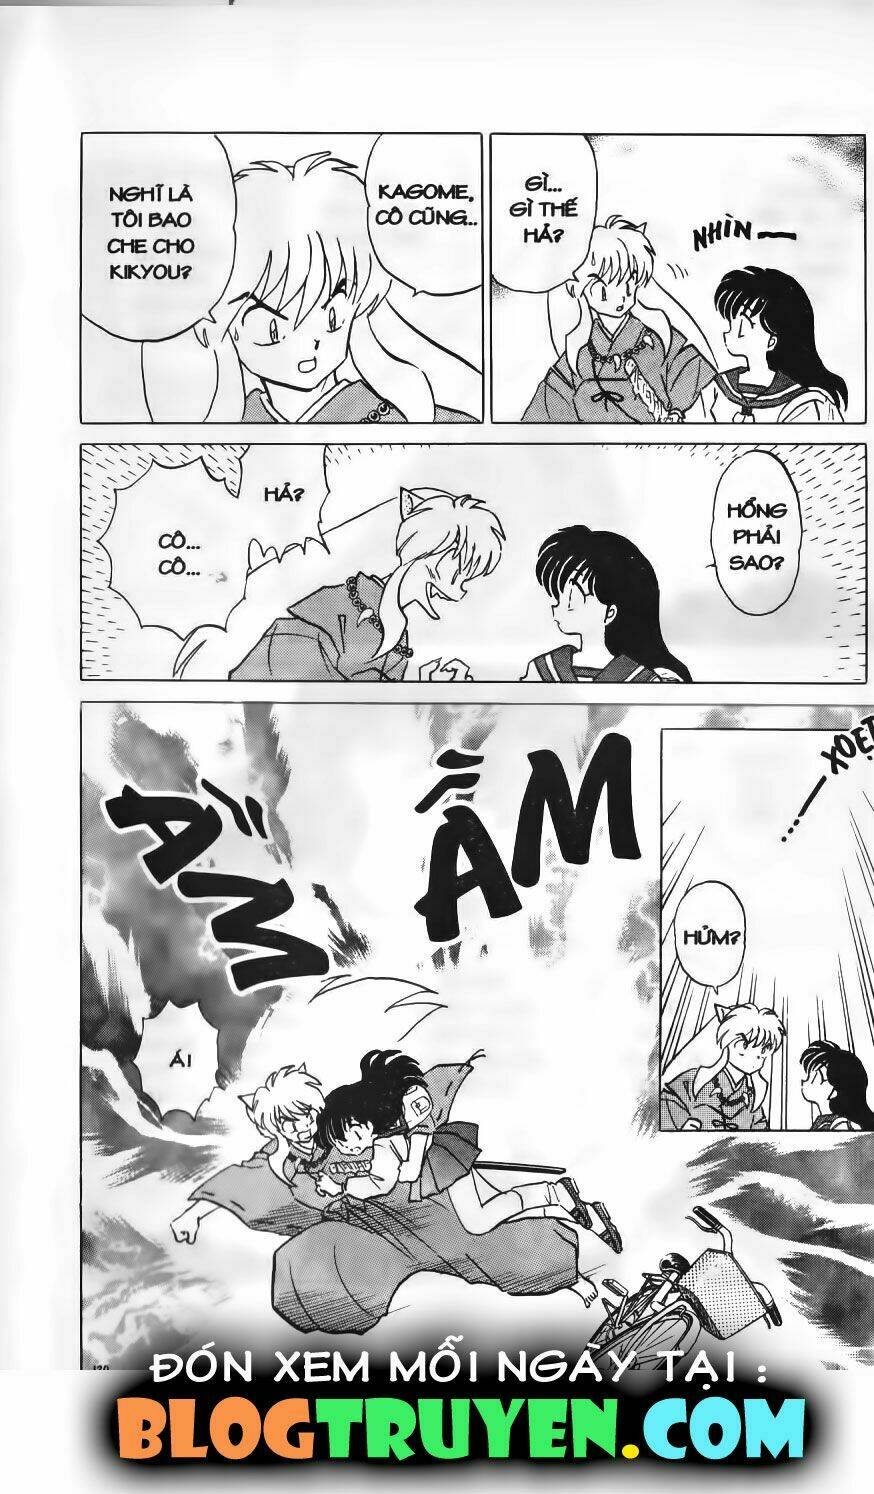 GÌ...
GÌ THẾ
HẢ?
NHÌN
KAGOME,
CÔ CŨNG..
NGHĨ LÀ
TÔI BAO
CHE CHO
KIKYOU?
HỔNG
PHẢI
SAO?
HẢ?
CÔ...
CÔ...
XOẸT
HỬM?
ẦM
ẦM
ÁI
130
ĐÓN XEM MỖI NGÀY TẠI :
BLOGTRUYEN.COM